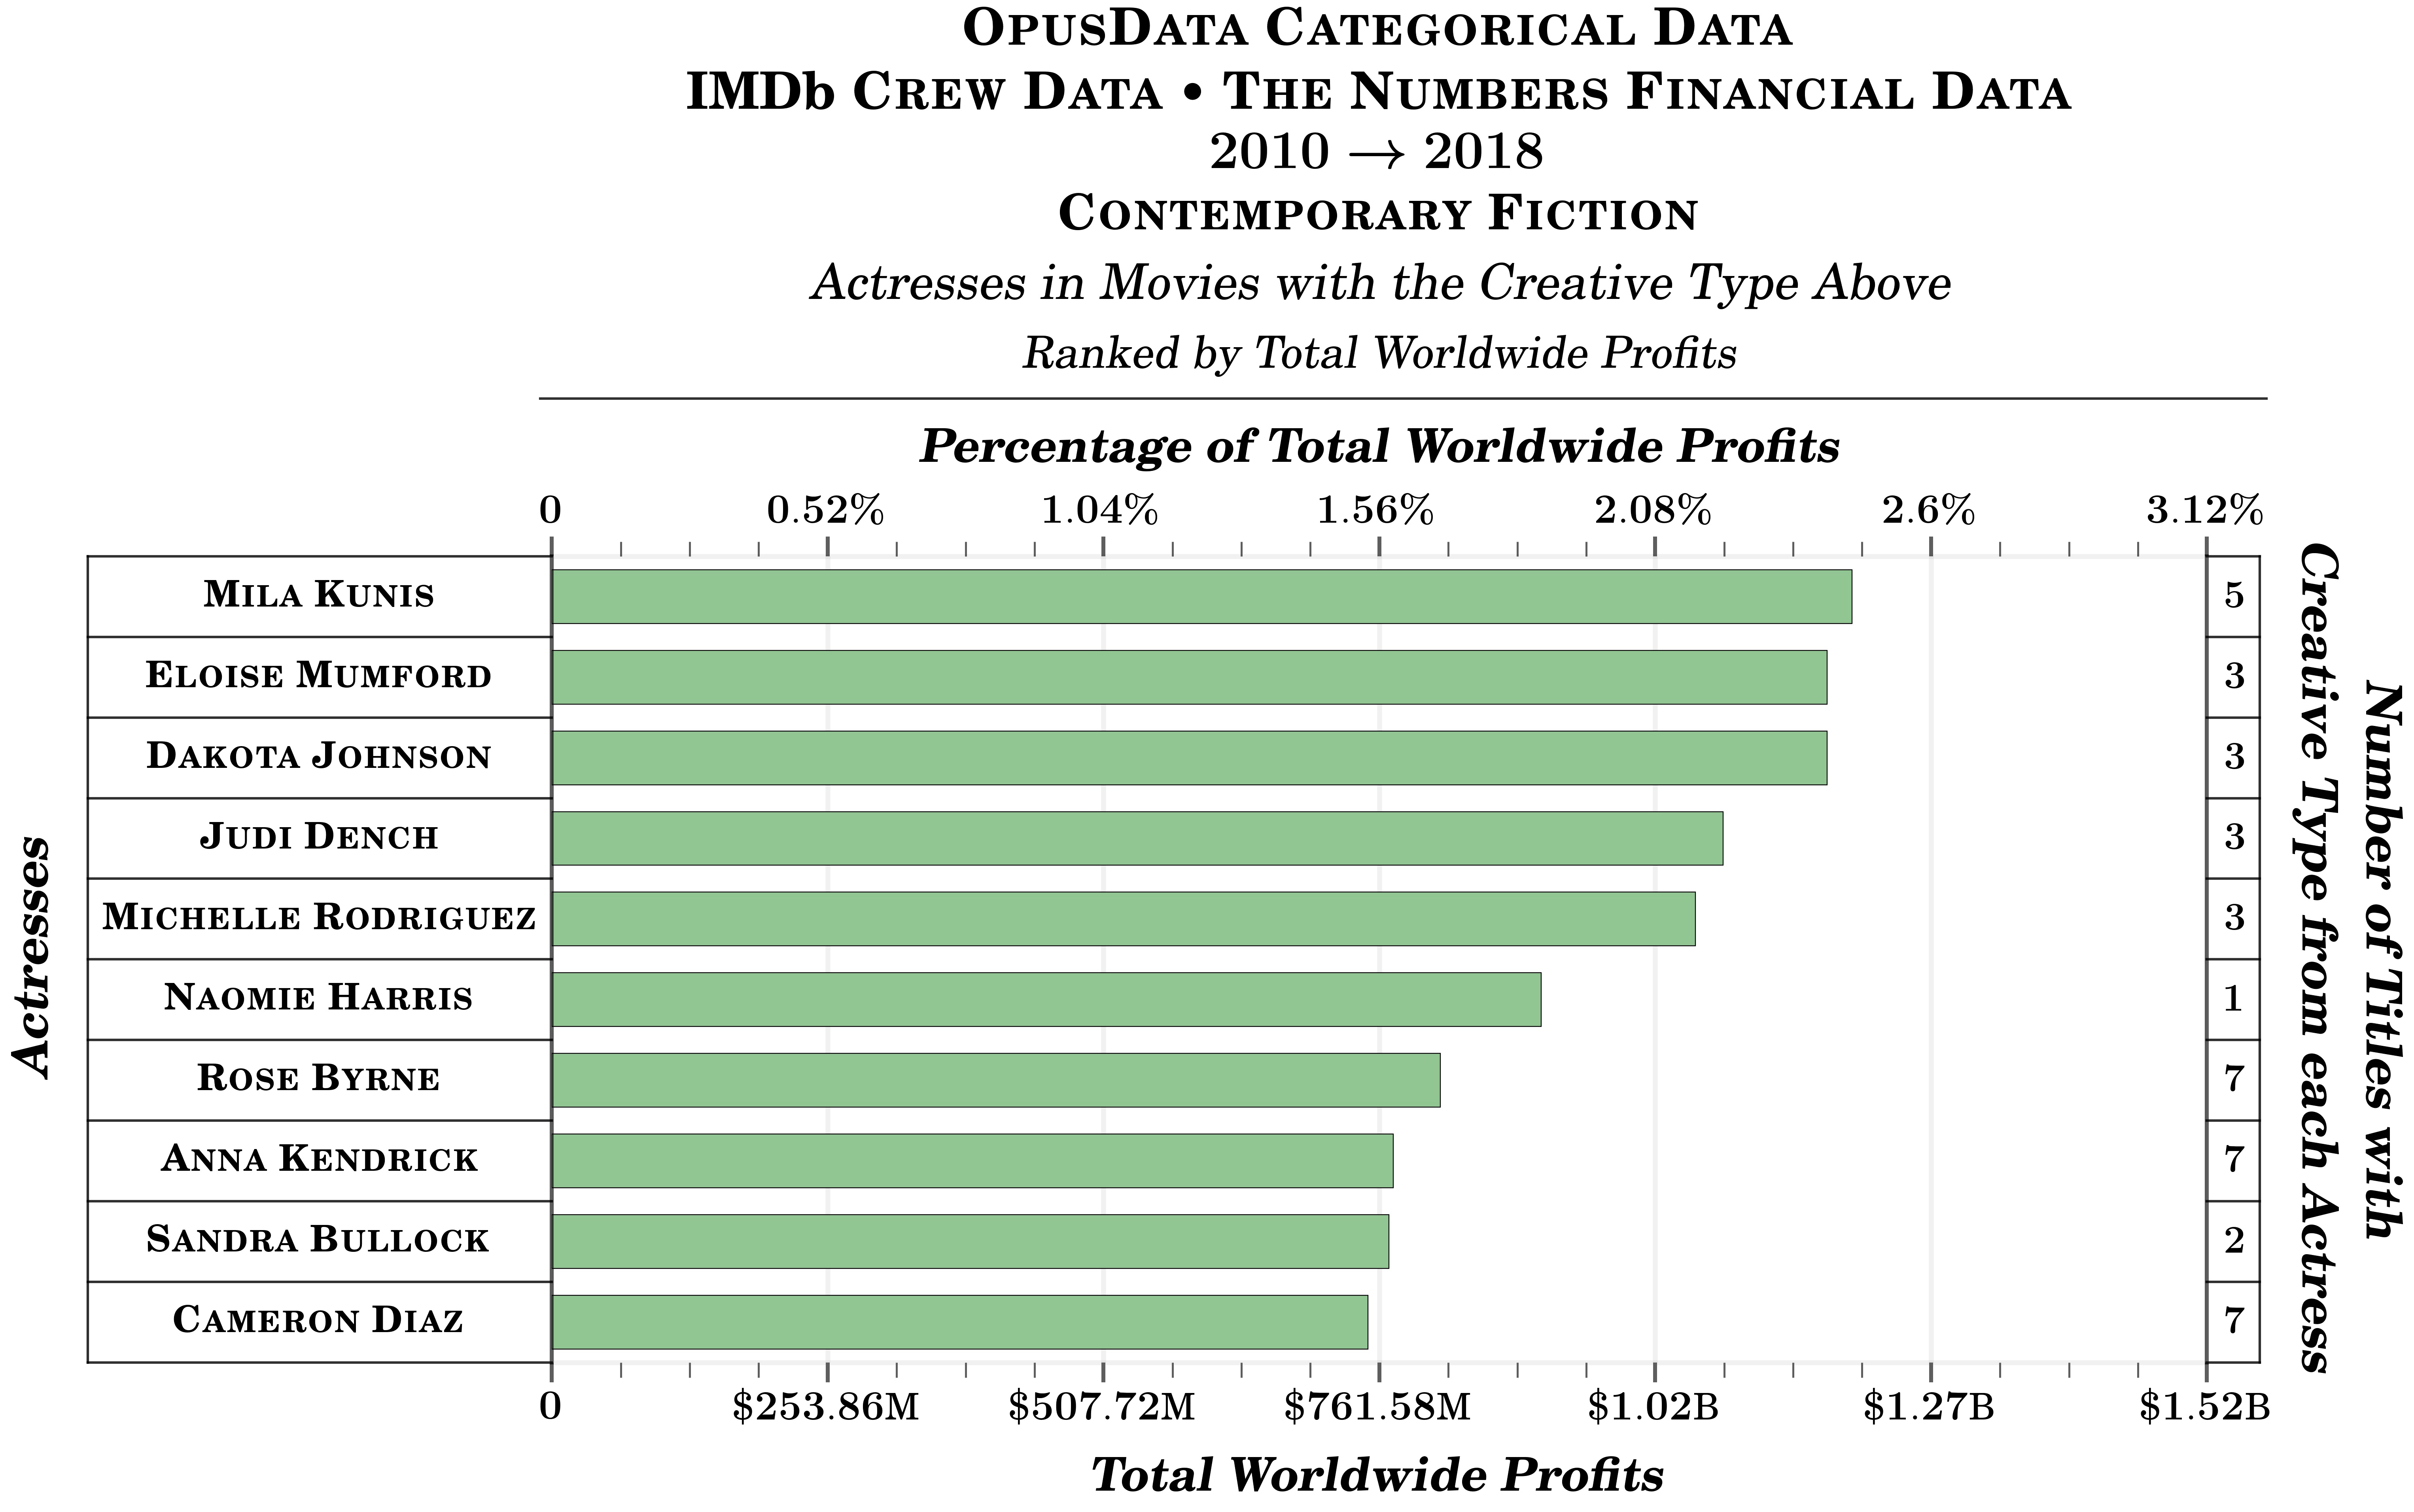 OpusData Categorical Data
IMDb Crew Data • The Numbers Financial Data
2010 → 2018
Contemporary Fiction
Actresses in Movies with the Creative Type Above
Ranked by Total Worldwide Profits
Percentage of Total Worldwide Profits
0 0.52% 1.04% 1.56% 2.08% 2.6% 3.12%
Actresses
Mila Kunis 5
Eloise Mumford 3
Dakota Johnson 3
Judi Dench 3
Michelle Rodriguez 3
Naomie Harris 1
Rose Byrne 7
Anna Kendrick 7
Sandra Bullock 2
Cameron Diaz 7
Number of Titles with
Creative Type from each Actress
0 $253.86M $507.72M $761.58M $1.02B $1.27B $1.52B
Total Worldwide Profits